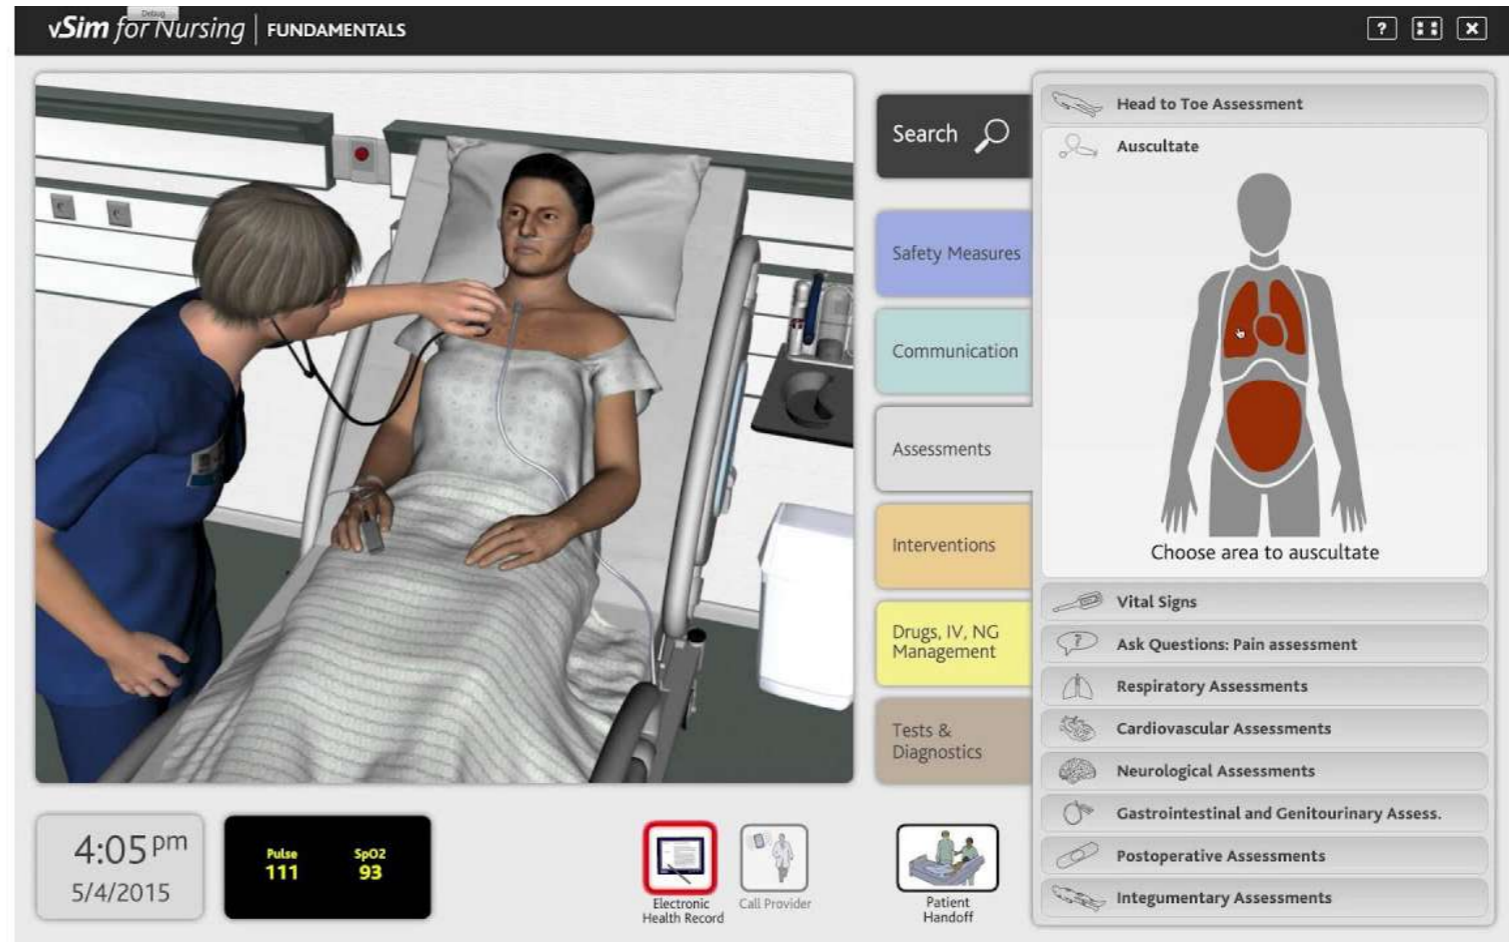 Debug
vSim for Nursing | FUNDAMENTALS
?
Search
Safety Measures
Communication
Assessments
Interventions
Drugs, IV, NG
Management
Tests &
Diagnostics
Head to Toe Assessment
Auscultate
Choose area to auscultate
Vital Signs
?
Ask Questions: Pain assessment
Respiratory Assessments
Cardiovascular Assessments
Neurological Assessments
Gastrointestinal and Genitourinary Assess.
Postoperative Assessments
Integumentary Assessments
4:05 pm
5/4/2015
Pulse
111
SpO2
93
Electronic
Health Record
Call Provider
Patient
Handoff